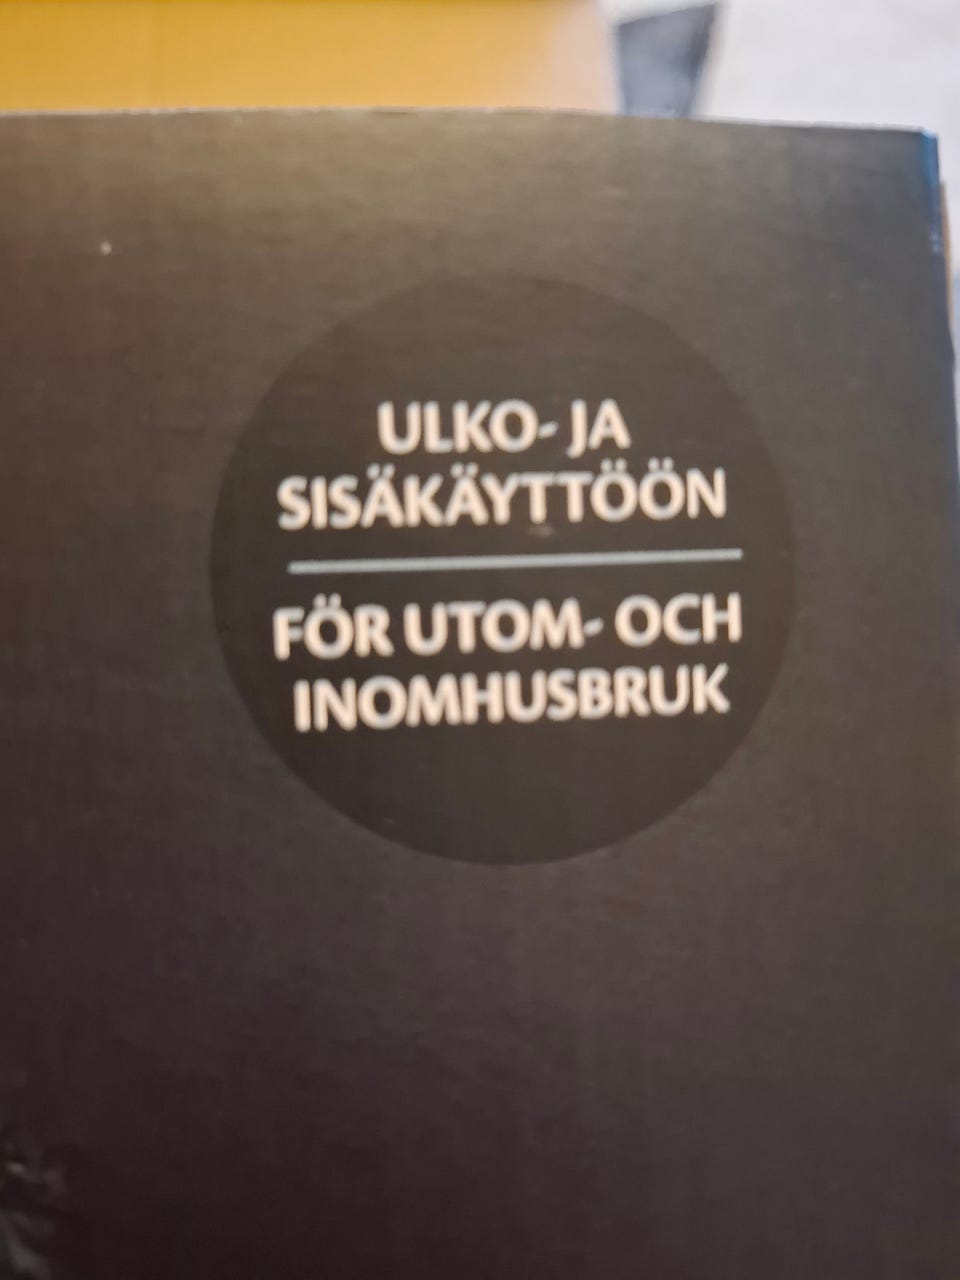 ULKO- JA
SISÄKÄYTTÖÖN
FÖR UTOM- OCH
INOMHUSBRUK